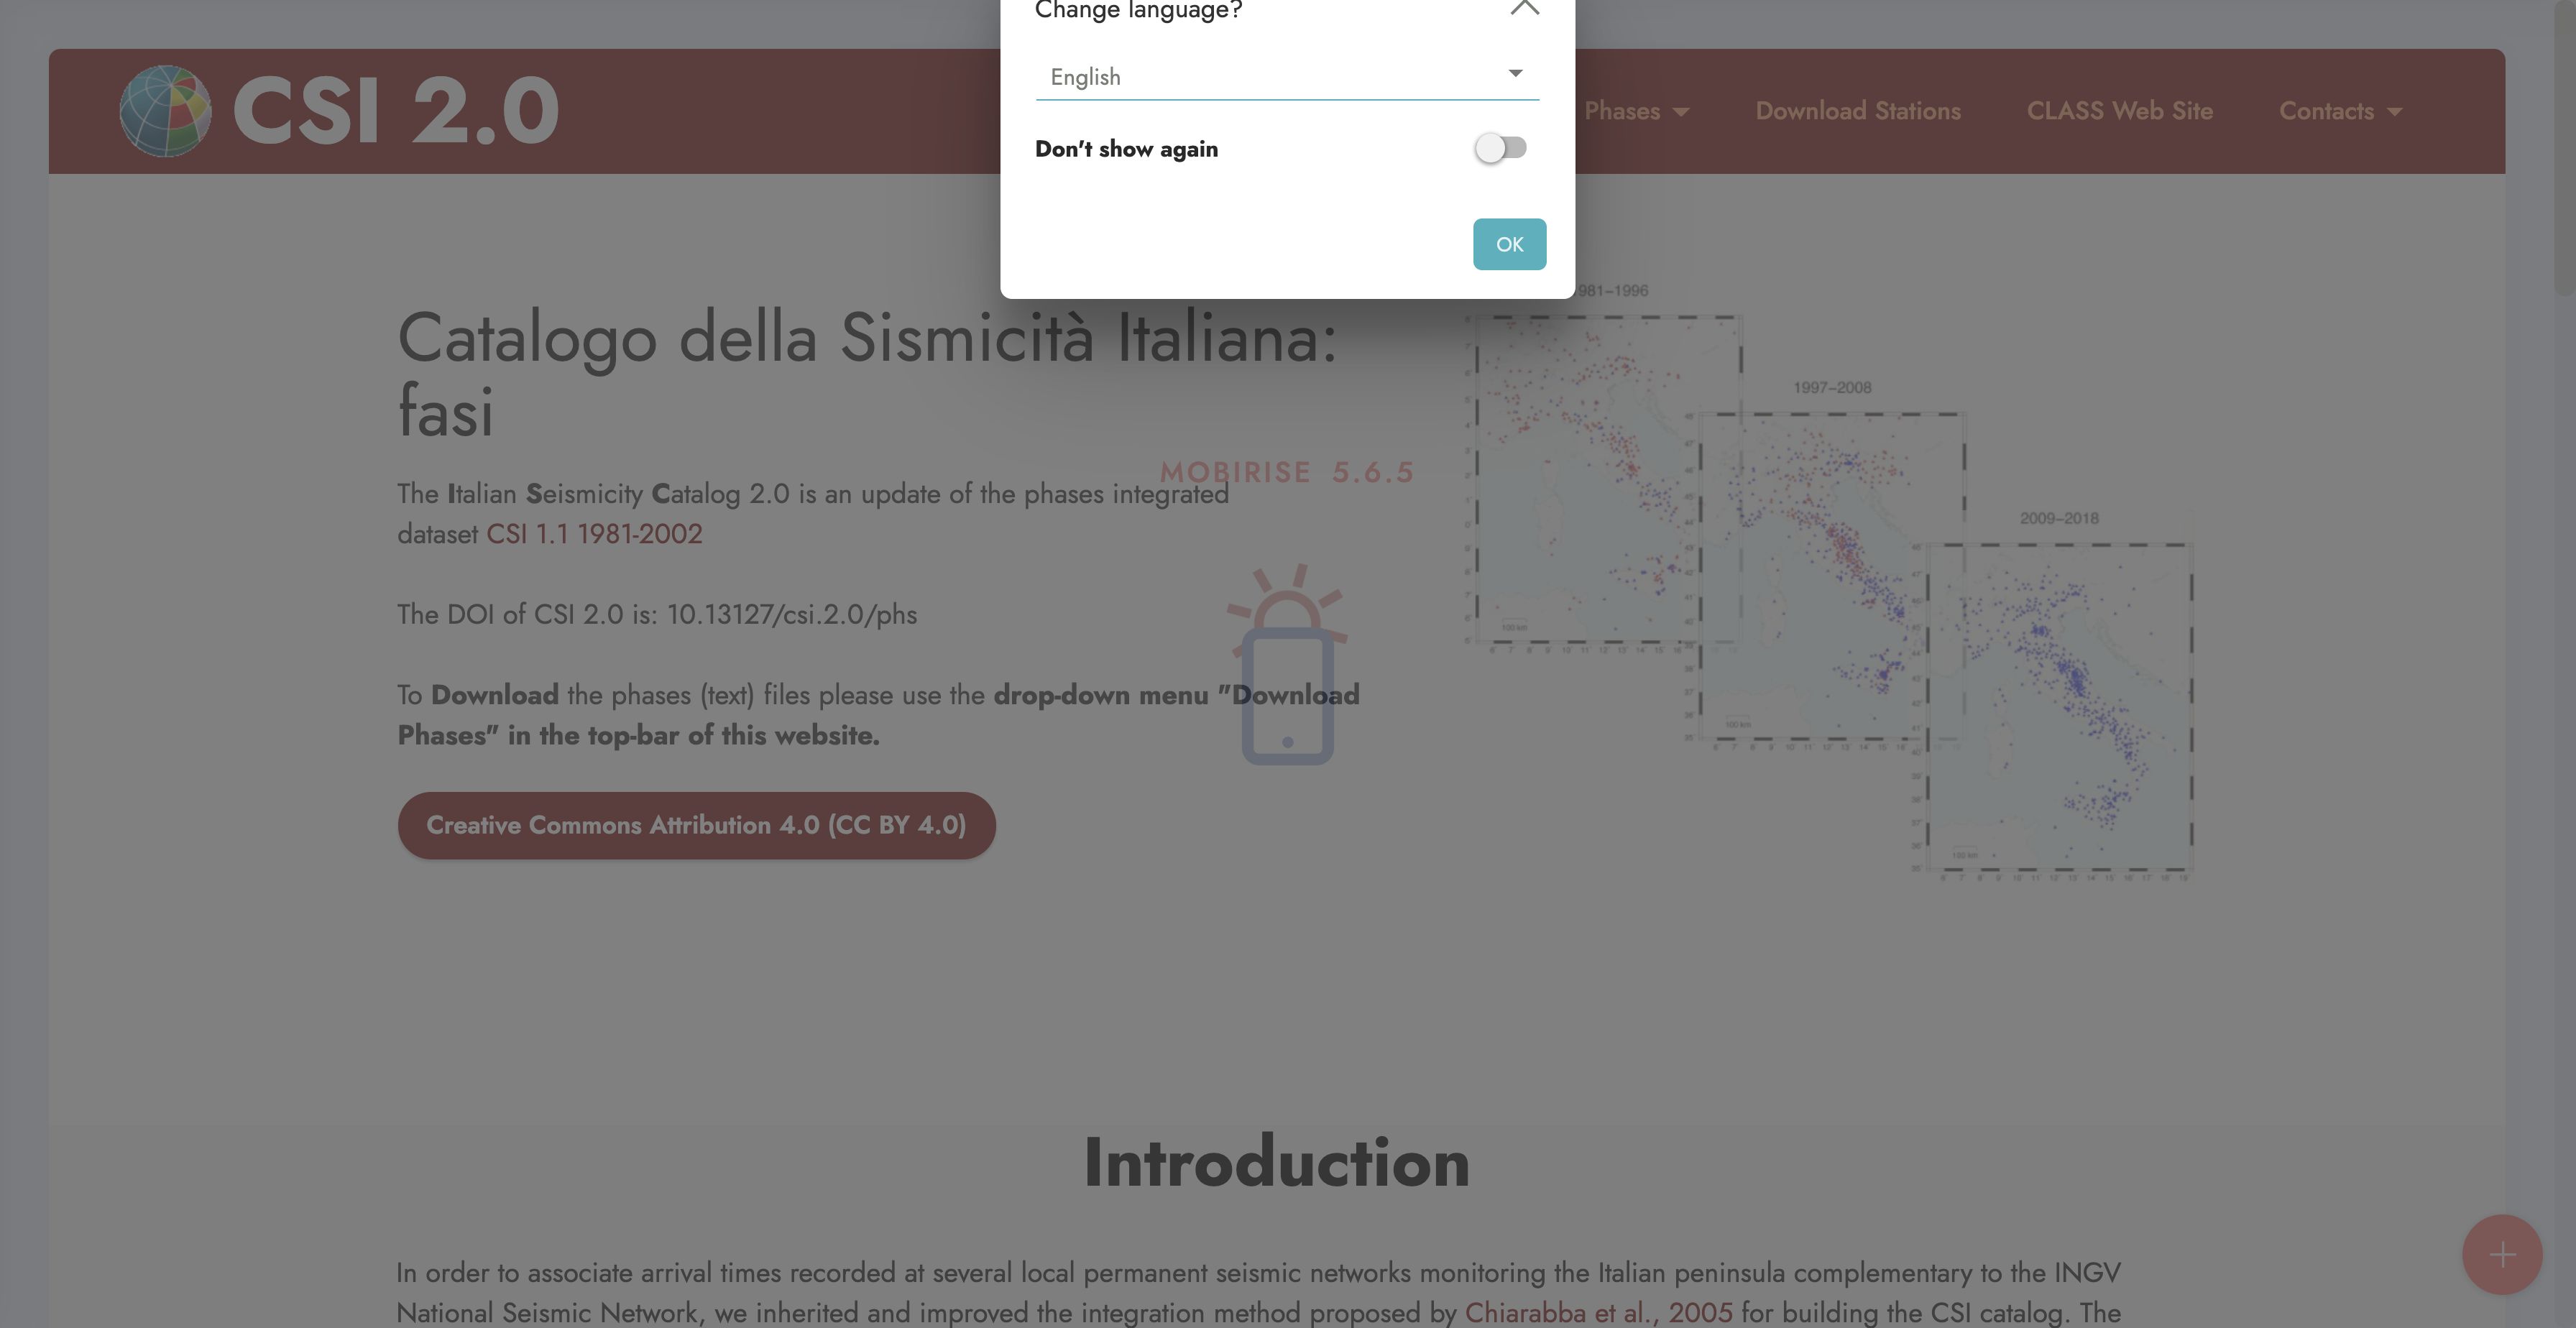 Change language?
English
Don't show again
OK
CSI 2.0
Phases
Download Stations
CLASS Web Site
Contacts
Catalogo della Sismicità Italiana:
fasi
MOBIRISE 5.6.5
The Italian Seismicity Catalog 2.0 is an update of the phases integrated
dataset CSI 1.1 1981-2002
The DOI of CSI 2.0 is: 10.13127/csi.2.0/phs
To Download the phases (text) files please use the drop-down menu "Download
Phases" in the top-bar of this website.
Creative Commons Attribution 4.0 (CC BY 4.0)
981–1996
1997–2008
2009–2018
100 km
100 km
100 km
Introduction
In order to associate arrival times recorded at several local permanent seismic networks monitoring the Italian peninsula complementary to the INGV
National Seismic Network, we inherited and improved the integration method proposed by Chiarabba et al., 2005 for building the CSI catalog. The